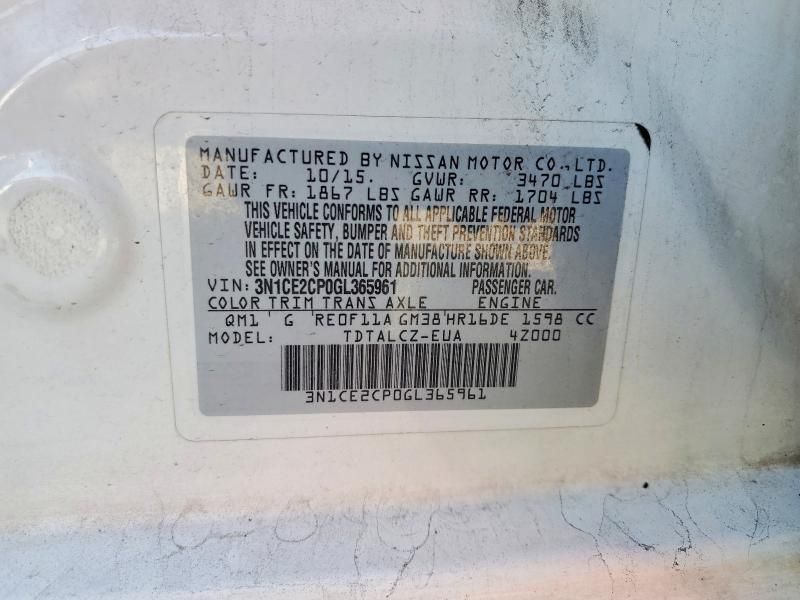 MANUFACTURED BY NISSAN MOTOR CO., LTD.
DATE: 10/15. GVWR: 3470 LBS
GAWR FR: 1867 LBS GAWR RR: 1704 LBS
THIS VEHICLE CONFORMS TO ALL APPLICABLE FEDERAL MOTOR
VEHICLE SAFETY, BUMPER AND THEFT PREVENTION STANDARDS
IN EFFECT ON THE DATE OF MANUFACTURE SHOWN ABOVE.
SEE OWNER'S MANUAL FOR ADDITIONAL INFORMATION.
VIN: 3N1CE2CP0GL365961 PASSENGER CAR.
COLOR TRIM TRANS AXLE ENGINE
QM1 ' G 'RE0F11A GM38'HR16DE 1598 CC
MODEL: TDTALCZ-EUA 42000
3N1CE2CP0GL365961